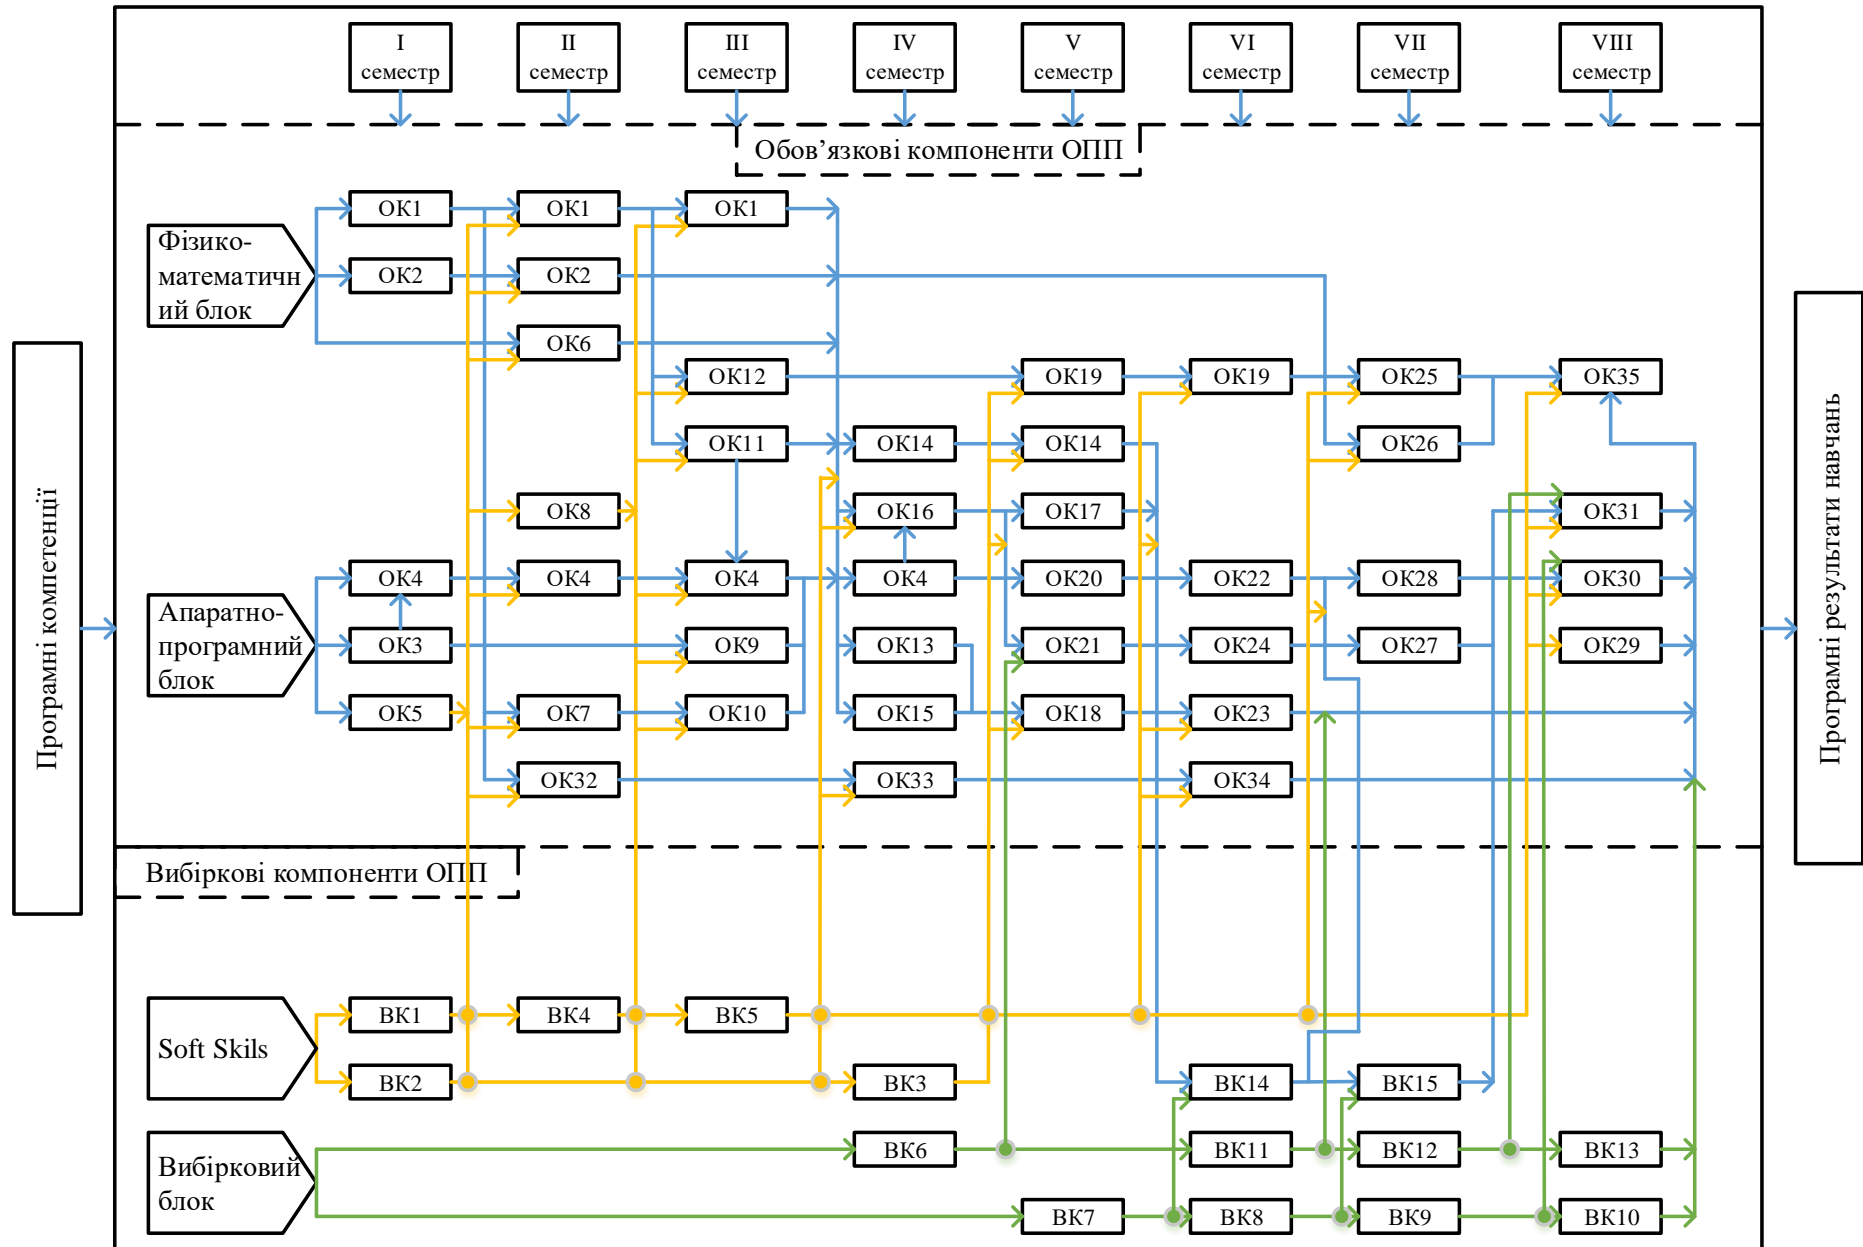 I
семестр
II
семестр
III
семестр
IV
семестр
V
семестр
VI
семестр
VII
семестр
VIII
семестр
Обов’язкові компоненти ОПП
Програмні компетенції
Програмні результати навчань
Фізико-
математичн
ий блок
ОК1 ОК1 ОК1
ОК2 ОК2
ОК6
ОК12 ОК19 ОК19 ОК25 ОК35
ОК11 ОК14 ОК14 ОК26
ОК8 ОК16 ОК17 ОК31
Апаратно-
програмний
блок
ОК4 ОК4 ОК4 ОК4 ОК20 ОК22 ОК28 ОК30
ОК3 ОК9 ОК13 ОК21 ОК24 ОК27 ОК29
ОК5 ОК7 ОК10 ОК15 ОК18 ОК23
ОК32 ОК33 ОК34
Вибіркові компоненти ОПП
Soft Skils
ВК1 ВК4 ВК5
ВК2 ВК3 ВК14 ВК15
Вибірковий
блок
ВК6 ВК11 ВК12 ВК13
ВК7 ВК8 ВК9 ВК10